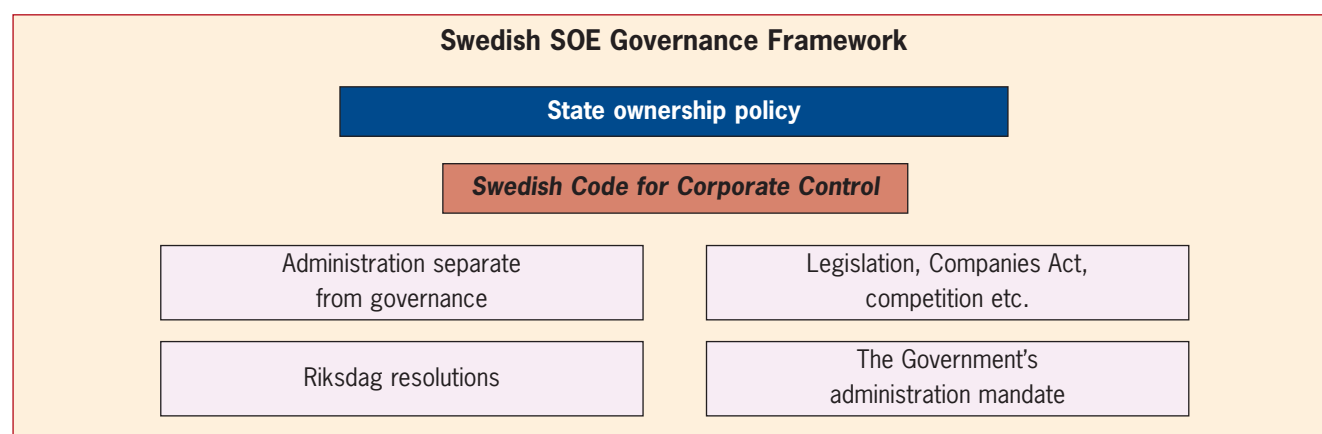 Swedish SOE Governance Framework
State ownership policy
Swedish Code for Corporate Control
Administration separate
from governance
Legislation, Companies Act,
competition etc.
Riksdag resolutions
The Government's
administration mandate